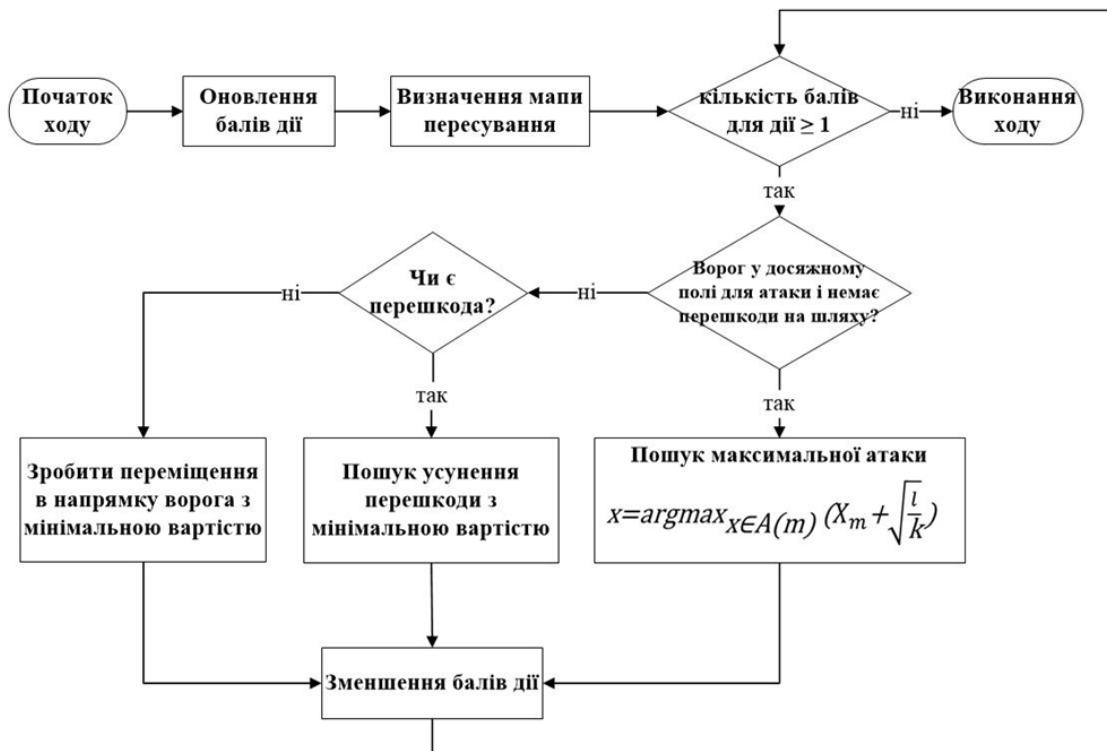 Початок
ходу
Оновлення
балів дії
Визначення мапи
пересування
кількість балів
для дії ≥ 1
ні
Виконання
ходу
так
Ворог у досяжному
полі для атаки і немає
перешкоди на шляху?
ні
Чи є
перешкода?
ні
так
так
Зробити переміщення
в напрямку ворога з
мінімальною вартістю
Пошук усунення
перешкоди з
мінімальною вартістю
Пошук максимальної атаки
x=argmax_{x∈A(m)} (X_m+√(l/k))
Зменшення балів дії